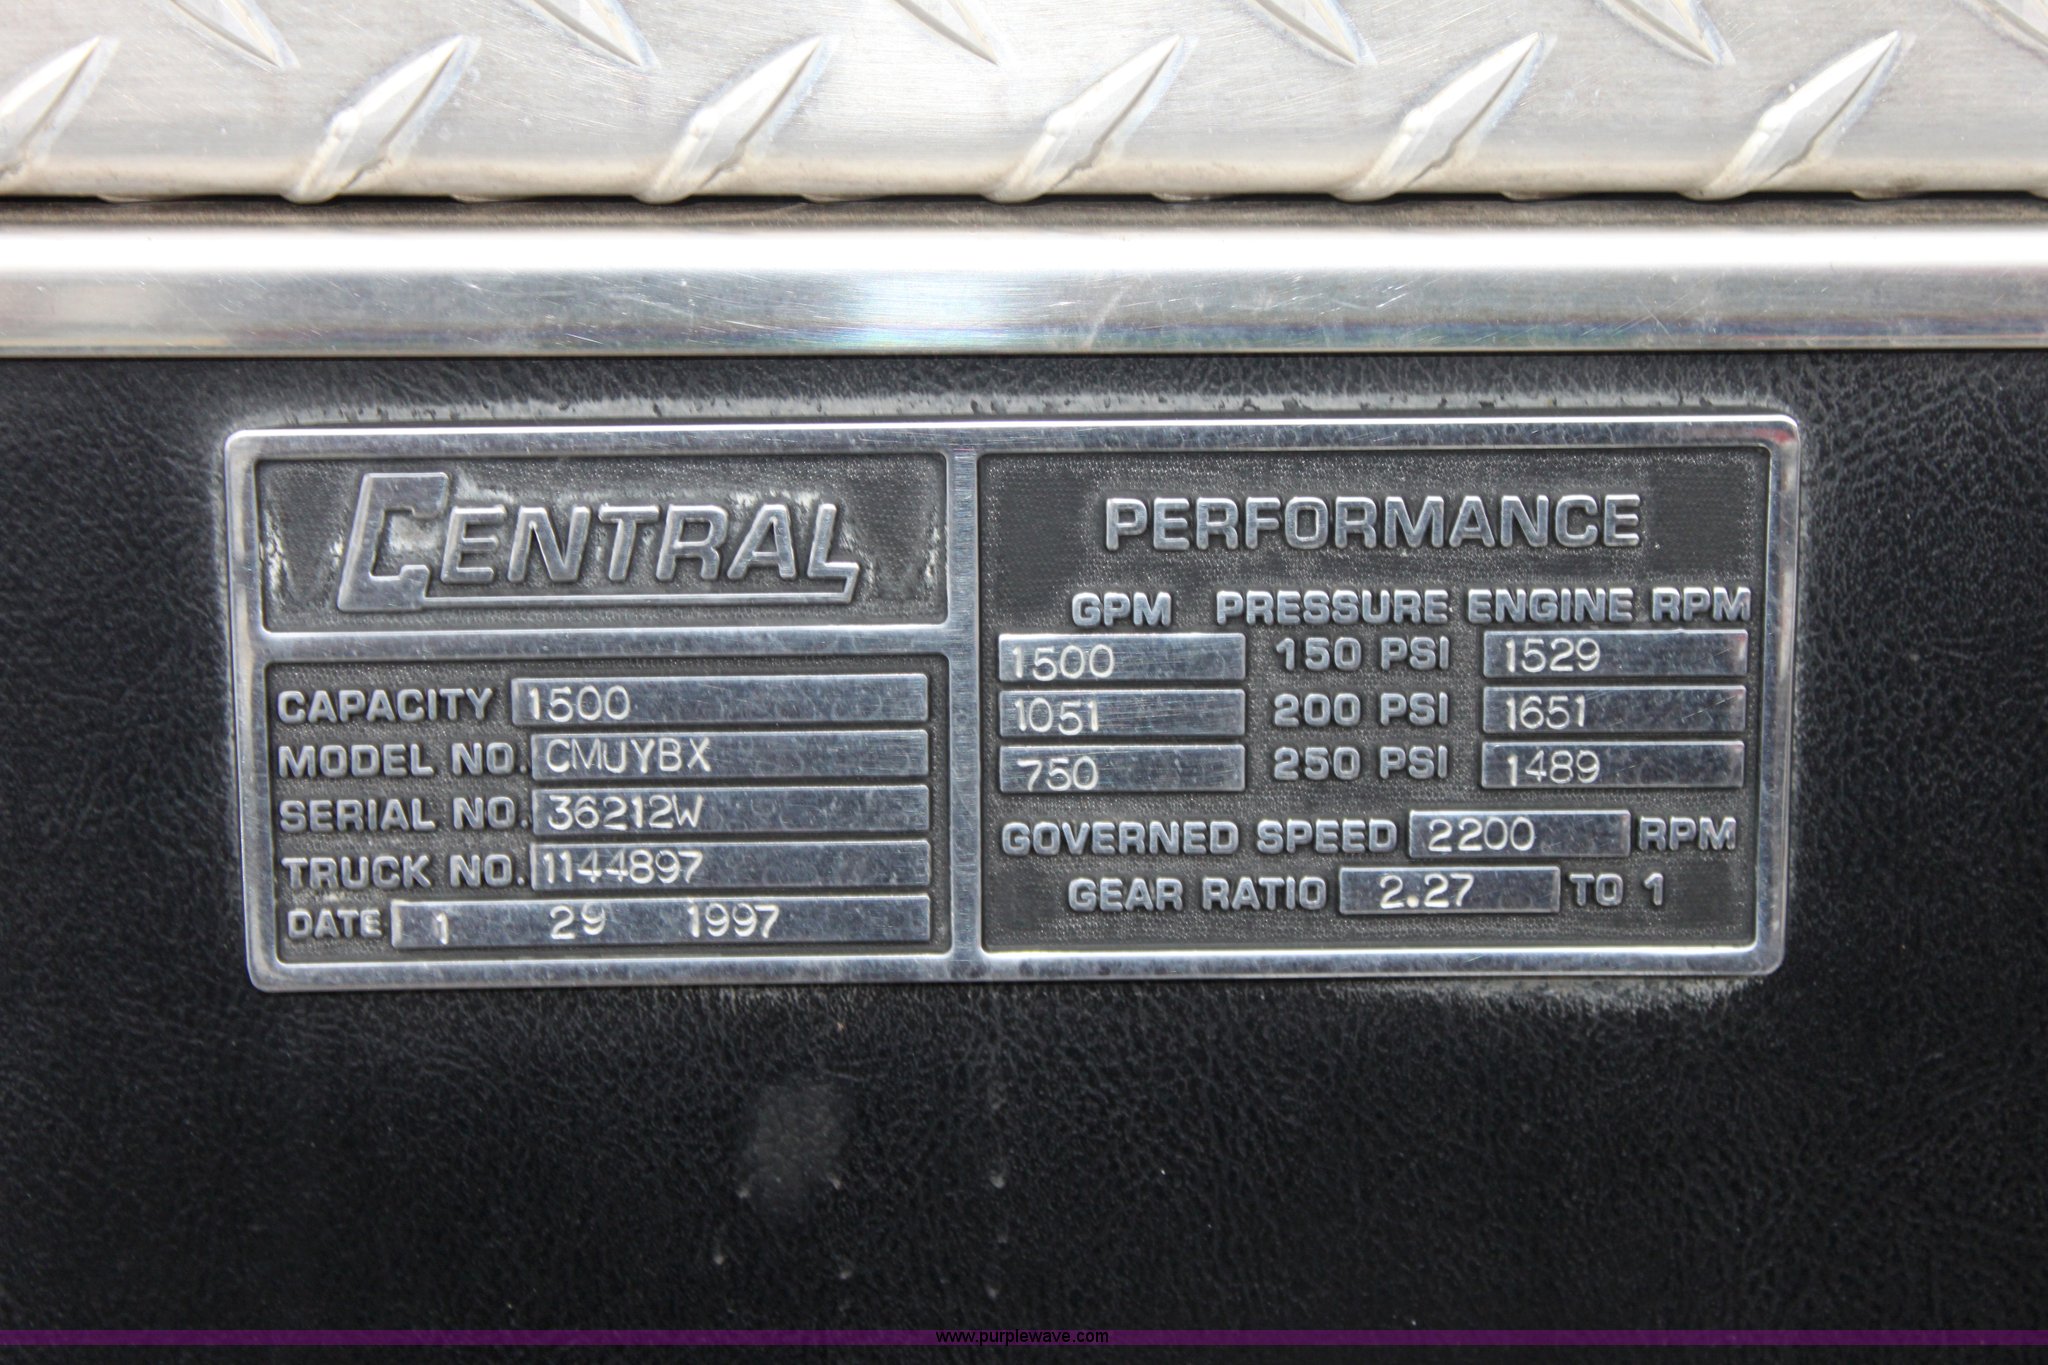 CENTRAL
CAPACITY 1500
MODEL NO. CMUYBX
SERIAL NO. 36212W
TRUCK NO. 1144897
DATE 1 29 1997
PERFORMANCE
GPM PRESSURE ENGINE RPM
1500 150 PSI 1529
1051 200 PSI 1651
750 250 PSI 1489
GOVERNED SPEED 2200 RPM
GEAR RATIO 2.27 TO 1
www.purplewave.com